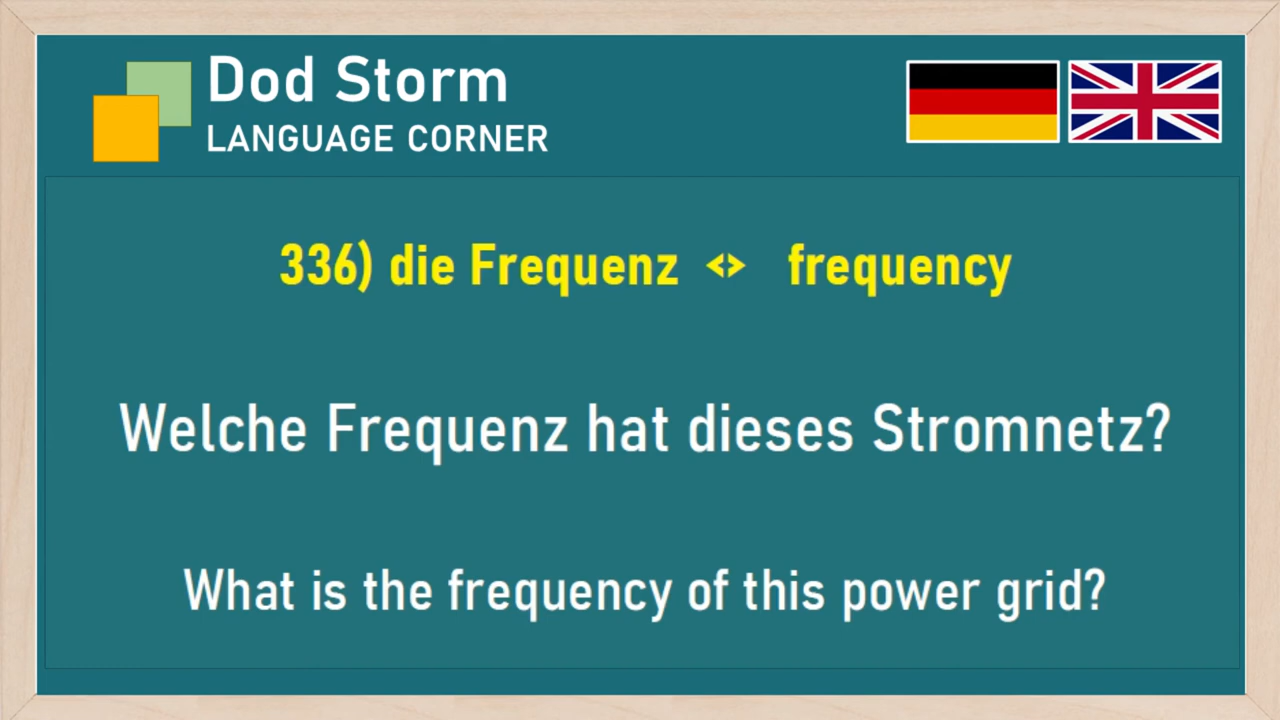 Dod Storm
LANGUAGE CORNER
336) die Frequenz <> frequency
Welche Frequenz hat dieses Stromnetz?
What is the frequency of this power grid?